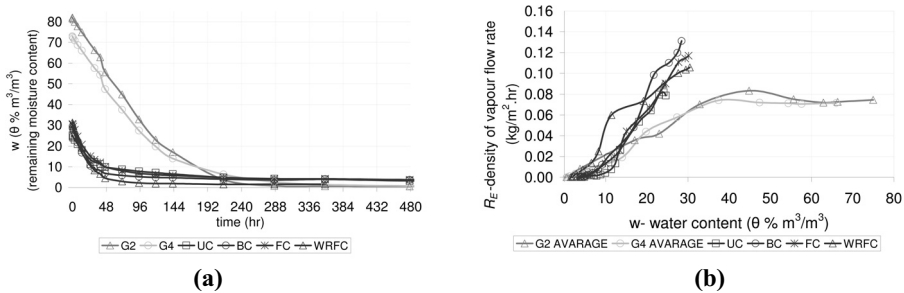 w (θ % m³/m³)
(remaining moisture content)
80
70
60
50
40
30
20
10
0
0 48 96 144 192 240 288 336 384 432 480
time (hr)
G2 G4 UC BC FC WRFC
(a)
R_E-density of vapour flow rate
(kg/m².hr)
0.16
0.14
0.12
0.10
0.08
0.06
0.04
0.02
0.00
0 10 20 30 40 50 60 70 80
w- water content (θ % m³/m³)
G2 AVARAGE G4 AVARAGE UC BC FC WRFC
(b)